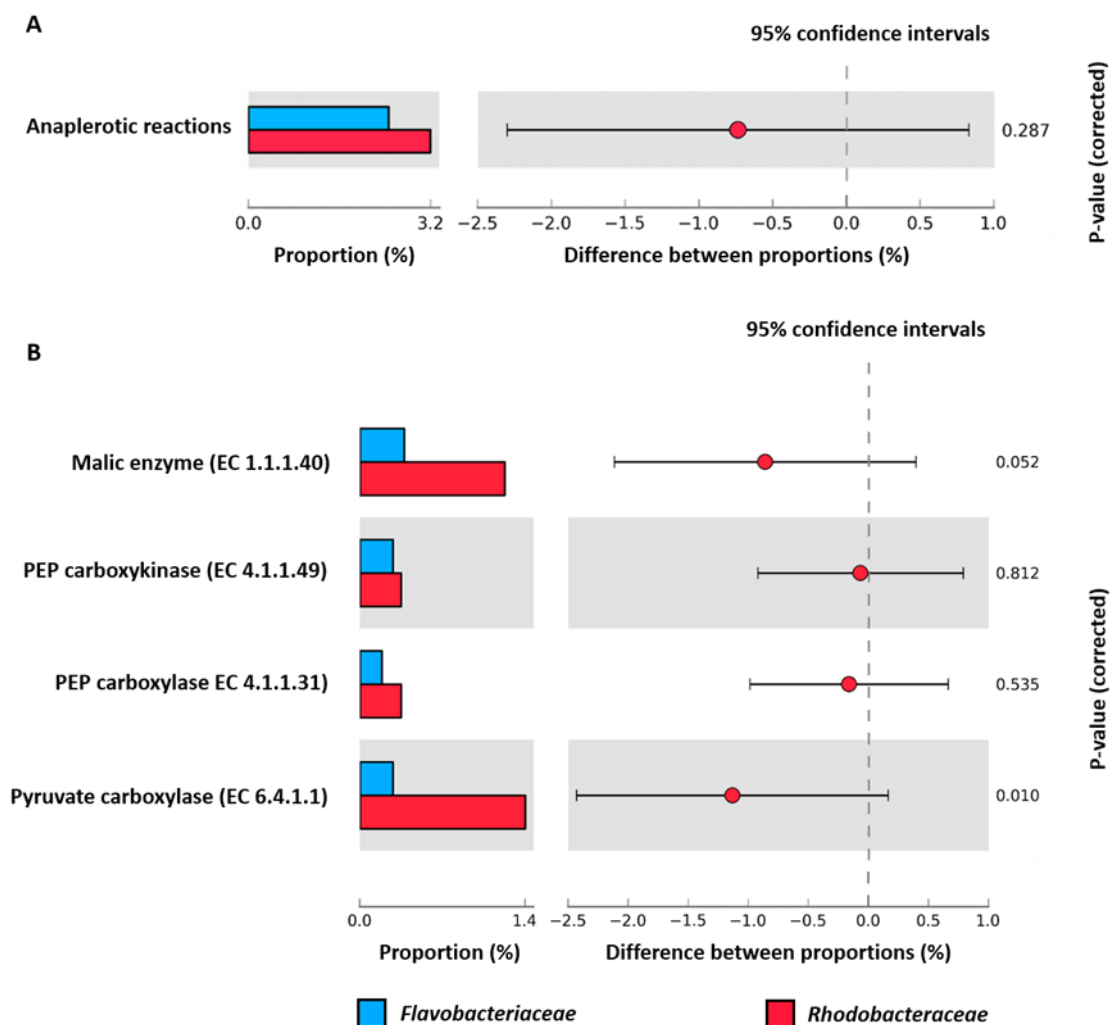 A
95% confidence intervals
Anaplerotic reactions
0.287
P-value (corrected)
0.0 3.2 −2.5 −2.0 −1.5 −1.0 −0.5 0.0 0.5 1.0
Proportion (%) Difference between proportions (%)
B
95% confidence intervals
Malic enzyme (EC 1.1.1.40) 0.052
PEP carboxykinase (EC 4.1.1.49) 0.812
PEP carboxylase EC 4.1.1.31) 0.535
Pyruvate carboxylase (EC 6.4.1.1) 0.010
P-value (corrected)
0.0 1.4 −2.5 −2.0 −1.5 −1.0 −0.5 0.0 0.5 1.0
Proportion (%) Difference between proportions (%)
Flavobacteriaceae Rhodobacteraceae